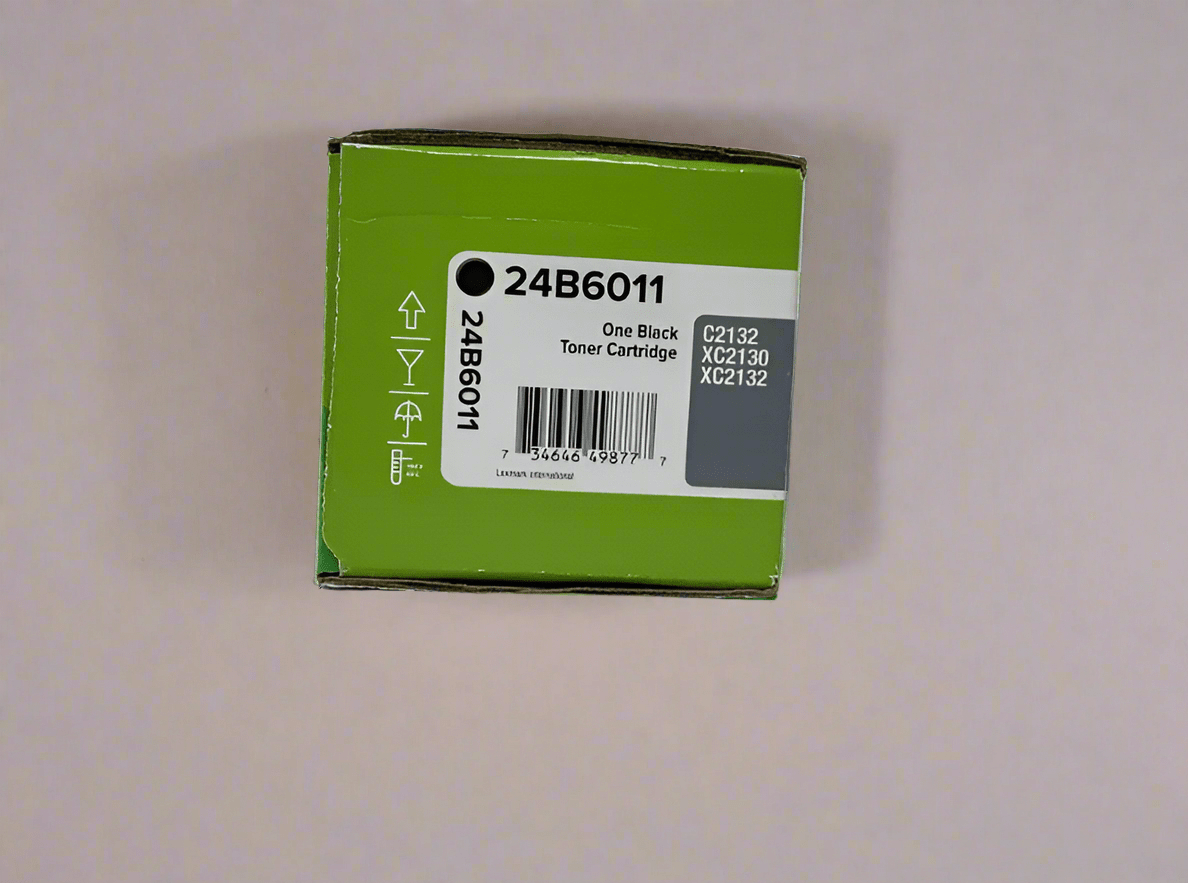 24B6011
24B6011
One Black
Toner Cartridge
C2132
XC2130
XC2132
7 34646 49877 7